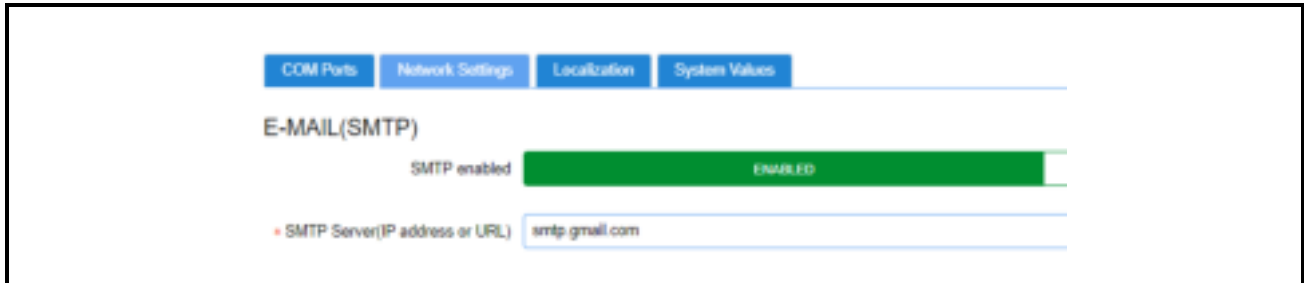 COM Ports Network Settings Localization System Values
E-MAIL(SMTP)
SMTP enabled ENABLED
* SMTP Server(IP address or URL) smtp.gmail.com